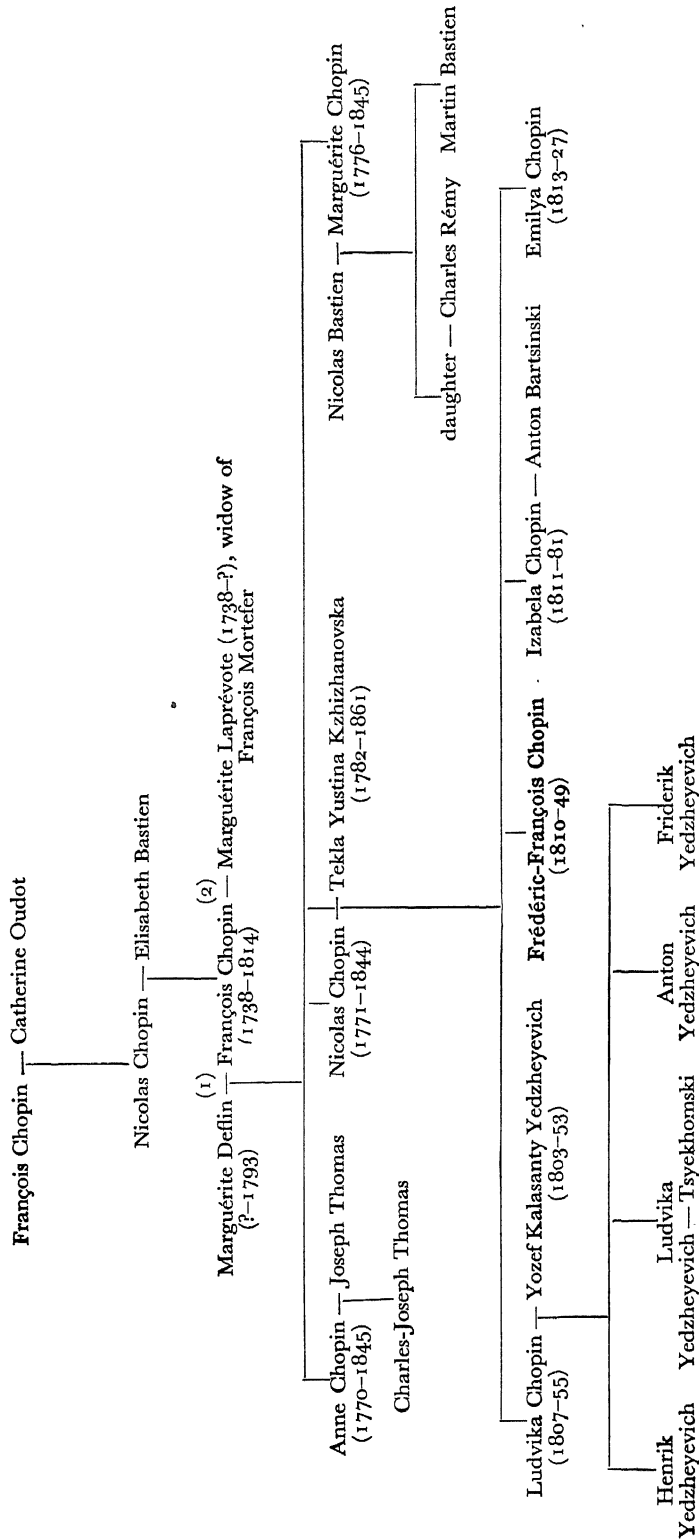 François Chopin — Catherine Oudot
Nicolas Chopin — Elisabeth Bastien
(1) (2)
Marguérite Deflin — François Chopin — Marguérite Laprévote (1738–?), widow of
(?–1793) (1738–1814) François Mortefer
Anne Chopin — Joseph Thomas Nicolas Chopin — Tekla Yustina Kzhizhanovska Nicolas Bastien — Marguérite Chopin
(1770–1845) (1771–1844) (1782–1861) (1776–1845)
Charles-Joseph Thomas daughter — Charles Rémy Martin Bastien
Ludvika Chopin — Yozef Kalasanty Yedzheyevich Frédéric-François Chopin Izabela Chopin — Anton Bartsinski Emilya Chopin
(1807–55) (1803–53) (1810–49) (1811–81) (1813–27)
Henrik Ludvika Anton Friderik
Yedzheyevich Yedzheyevich — Tsyekhomski Yedzheyevich Yedzheyevich